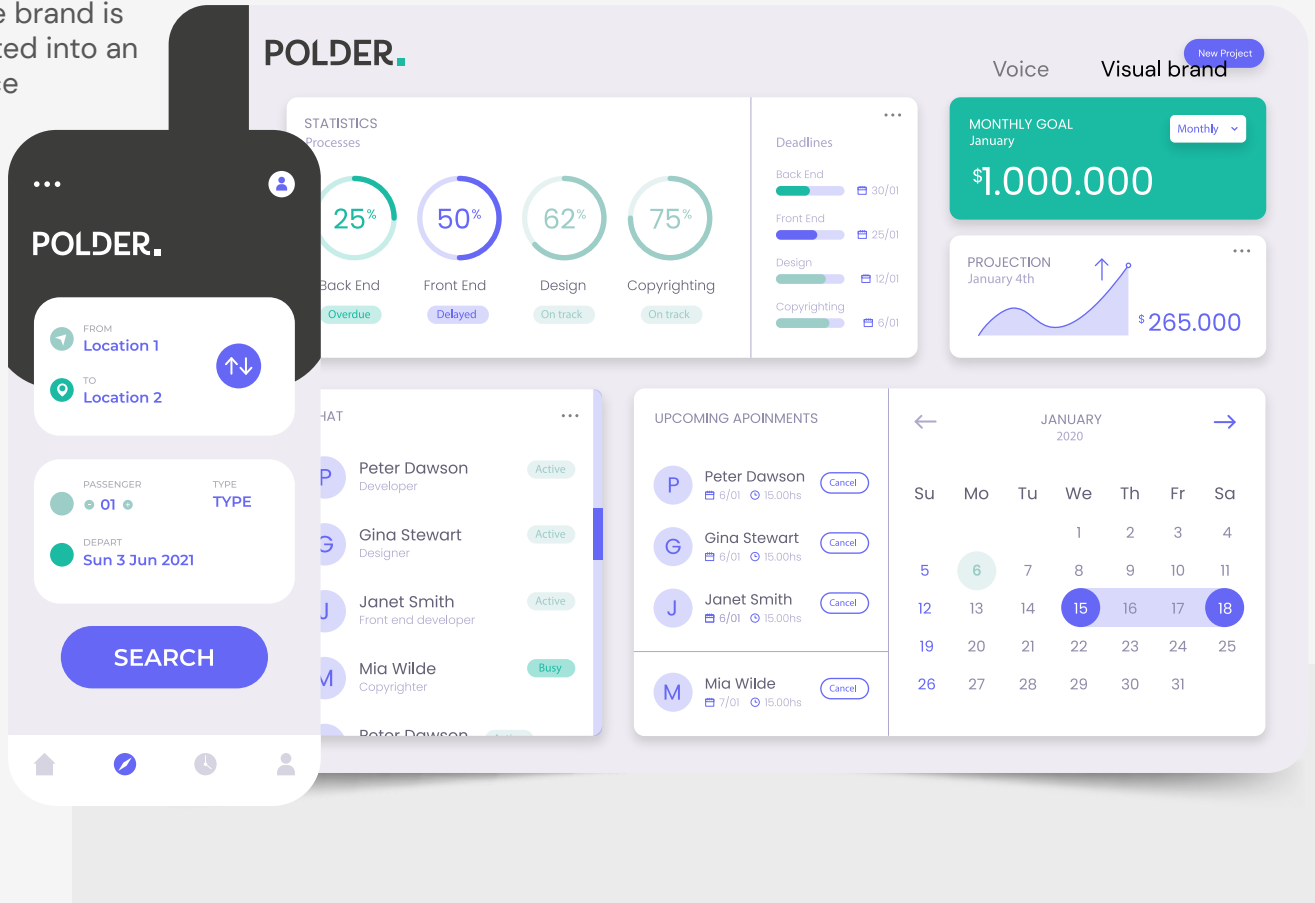 e brand is
ted into an
ce
POLDER.
New Project
Voice
Visual brand
STATISTICS
Processes
25%
50%
62%
75%
Back End
Front End
Design
Copyrighting
Overdue
Delayed
On track
On track
Deadlines
Back End
30/01
Front End
25/01
Design
12/01
Copyrighting
6/01
MONTHLY GOAL
January
Monthly
$1.000.000
PROJECTION
January 4th
$265.000
POLDER.
FROM
Location 1
TO
Location 2
PASSENGER
01
TYPE
TYPE
DEPART
Sun 3 Jun 2021
SEARCH
HAT
P
Peter Dawson
Active
Developer
G
Gina Stewart
Active
Designer
J
Janet Smith
Active
Front end developer
M
Mia Wilde
Busy
Copyrighter
Peter Dawson
UPCOMING APOINMENTS
P
Peter Dawson
6/01 15.00hs
Cancel
G
Gina Stewart
6/01 15.00hs
Cancel
J
Janet Smith
6/01 15.00hs
Cancel
M
Mia Wilde
7/01 15.00hs
Cancel
JANUARY
2020
Su Mo Tu We Th Fr Sa
1 2 3 4
5 6 7 8 9 10 11
12 13 14 15 16 17 18
19 20 21 22 23 24 25
26 27 28 29 30 31